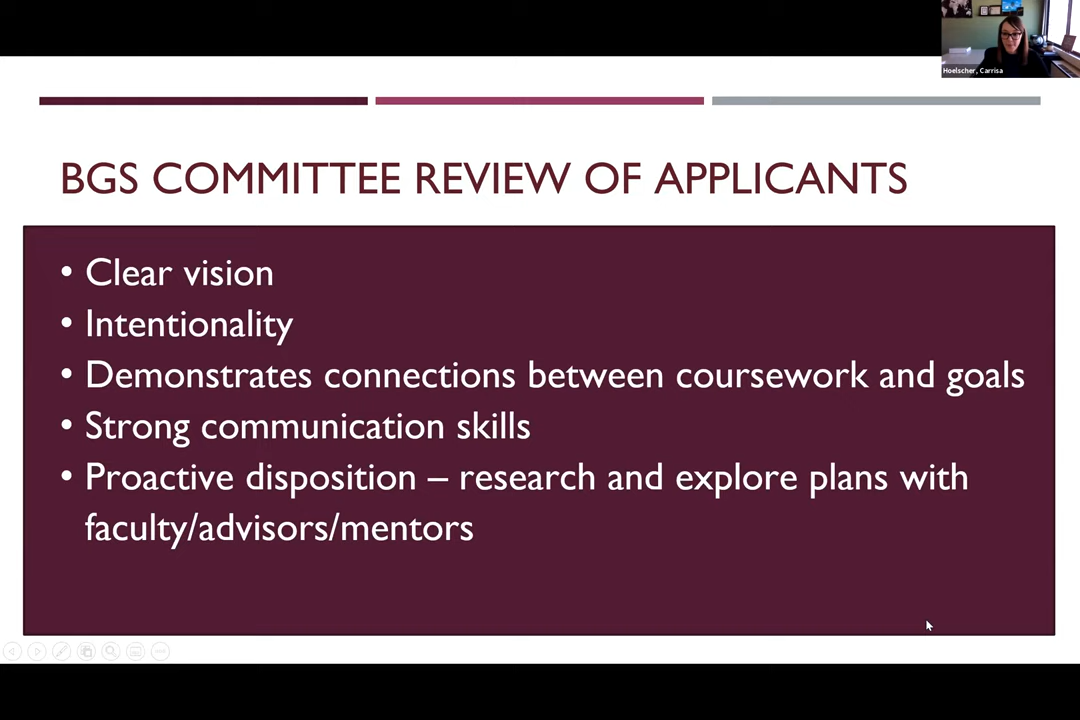 Hoelscher, Carrisa
BGS COMMITTEE REVIEW OF APPLICANTS
• Clear vision
• Intentionality
• Demonstrates connections between coursework and goals
• Strong communication skills
• Proactive disposition – research and explore plans with
faculty/advisors/mentors